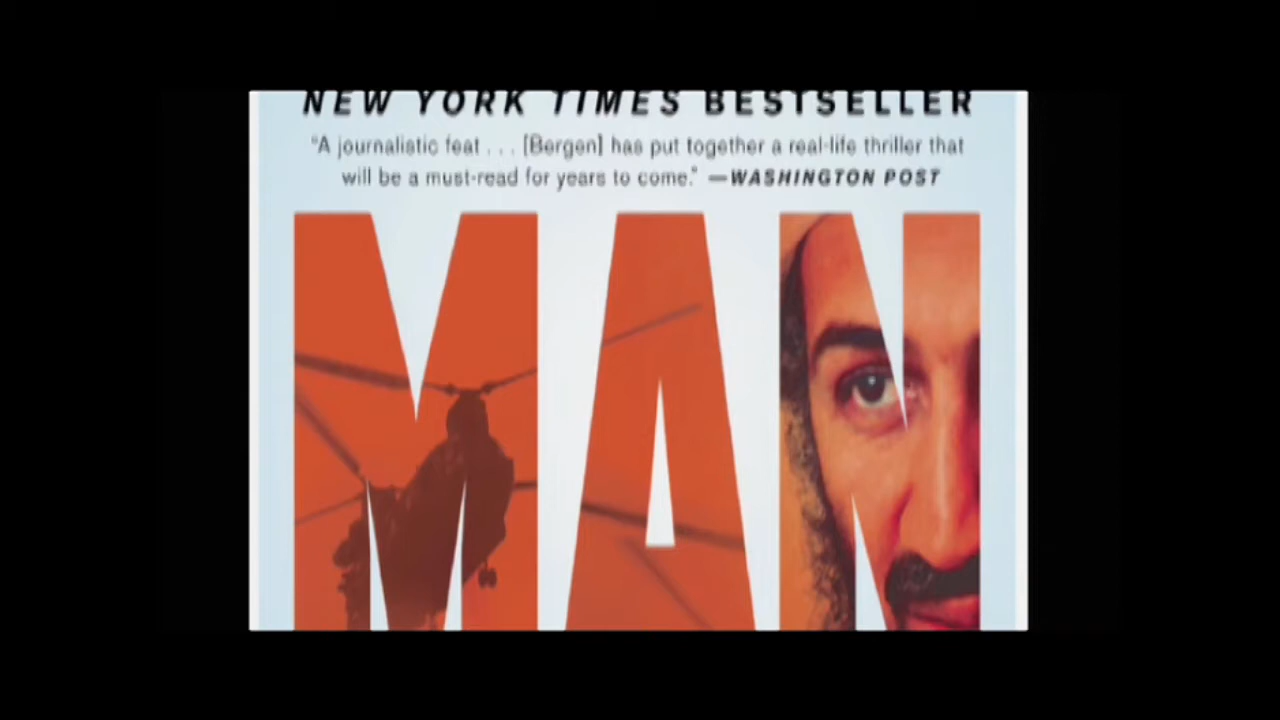 NEW YORK TIMES BESTSELLER
"A journalistic feat . . . [Bergen] has put together a real-life thriller that
will be a must-read for years to come." —WASHINGTON POST
MAN